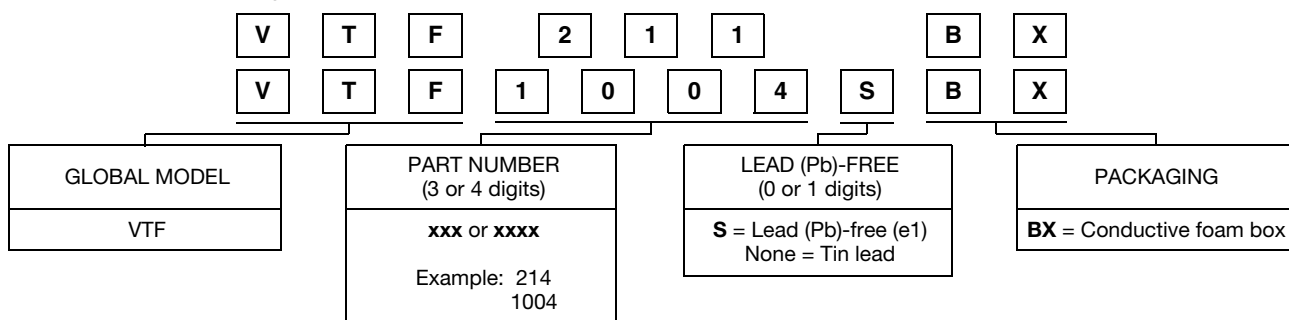 V T F 2 1 1 B X
V T F 1 0 0 4 S B X
GLOBAL MODEL
VTF
PART NUMBER
(3 or 4 digits)
xxx or xxxx
Example: 214
1004
LEAD (Pb)-FREE
(0 or 1 digits)
S = Lead (Pb)-free (e1)
None = Tin lead
PACKAGING
BX = Conductive foam box